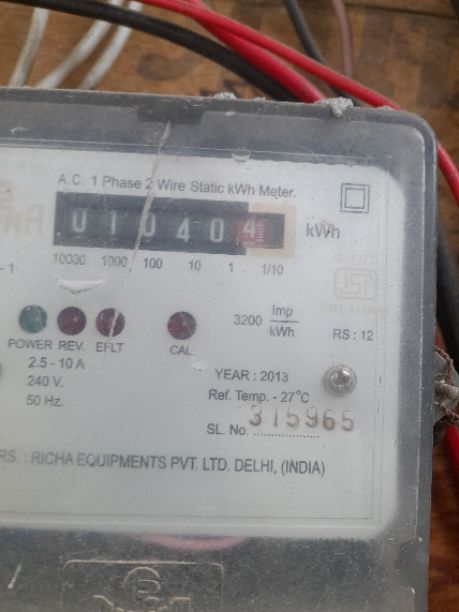 A.C. 1 Phase 2 Wire Static kWh Meter.
0 1 0 4 0 4 kWh
10000 1000 100 10 1 1/10
3200 Imp/kWh
RS : 12
POWER REV. E/FLT CAL.
2.5 - 10 A
240 V.
50 Hz.
YEAR : 2013
Ref. Temp. - 27°C
SL. No. 315965
RS. : RICHA EQUIPMENTS PVT. LTD. DELHI, (INDIA)